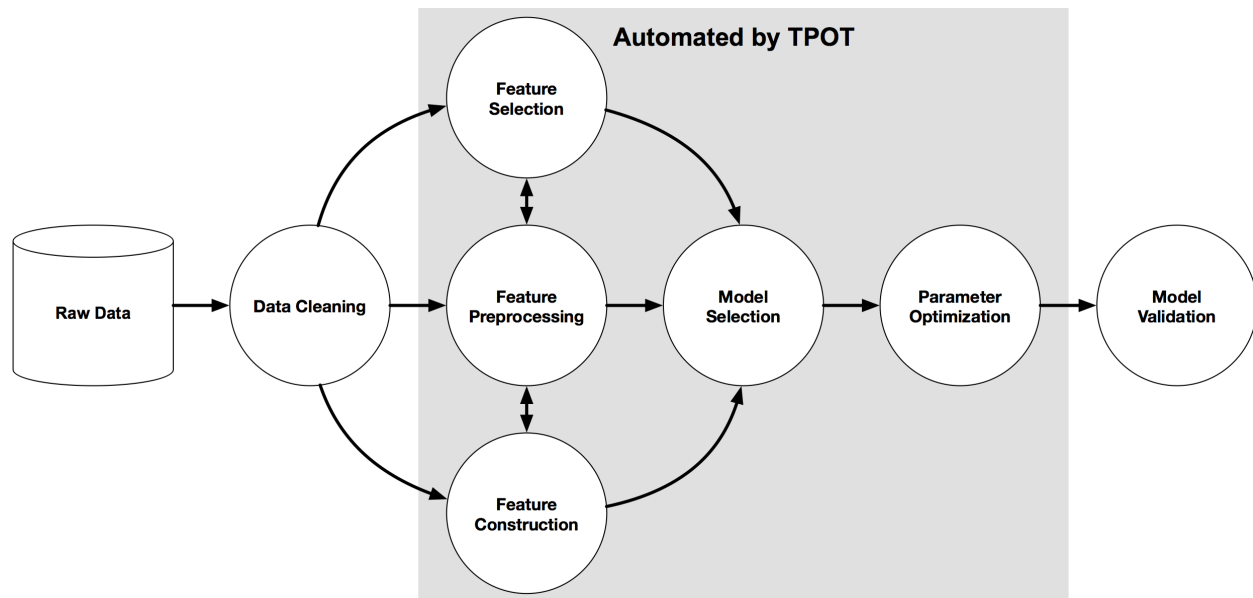 Automated by TPOT
Feature
Selection
Raw Data
Data Cleaning
Feature
Preprocessing
Model
Selection
Parameter
Optimization
Model
Validation
Feature
Construction